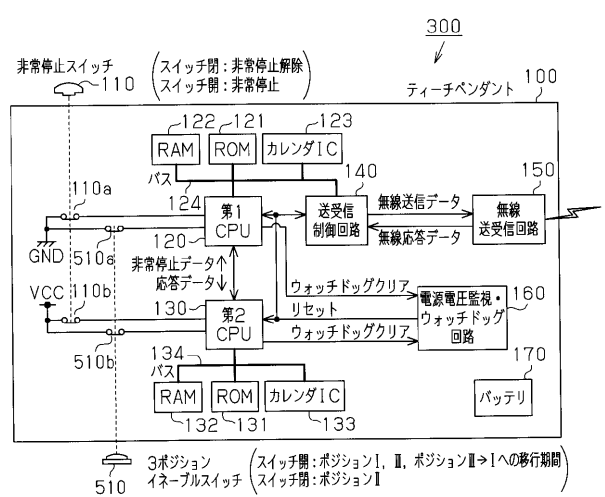 300
非常停止スイッチ
110
(スイッチ閉:非常停止解除
スイッチ開:非常停止)
ティーチペンダント
100
122
121
123
RAM
ROM
カレンダIC
140
150
バス
110a
124
第1
CPU
送受信
制御回路
無線送信データ
無線応答データ
無線
送受信回路
GND
510a
120
非常停止データ
応答データ
ウォッチドッグクリア
VCC
110b
130
リセット
電源電圧監視・
ウォッチドッグ
回路
160
第2
CPU
ウォッチドッグクリア
510b
134
バス
170
RAM
ROM
カレンダIC
バッテリ
132
131
133
510
3ポジション
イネーブルスイッチ
(スイッチ開:ポジションⅠ, Ⅲ, ポジションⅢ→Ⅰへの移行期間
スイッチ閉:ポジションⅡ)